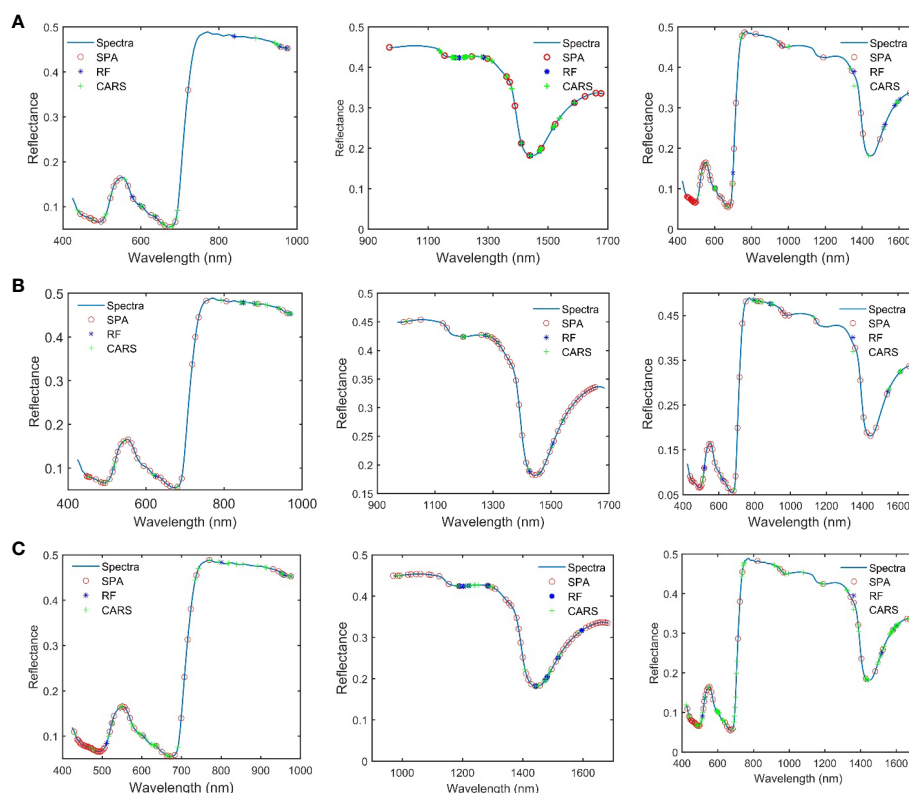 A
0.5
0.4
0.3
0.2
0.1
0
Reflectance
400
600
800
1000
Wavelength (nm)
Spectra
SPA
RF
CARS
0.5
0.4
0.3
0.2
0.1
0
Reflectance
900
1100
1300
1500
1700
Wavelength (nm)
Spectra
SPA
RF
CARS
0.5
0.4
0.3
0.2
0.1
0
Reflectance
400
600
800
1000
1200
1400
1600
Wavelength (nm)
Spectra
SPA
RF
CARS
B
0.5
0.4
0.3
0.2
0.1
Reflectance
400
600
800
1000
Wavelength (nm)
Spectra
SPA
RF
CARS
0.5
0.45
0.4
0.35
0.3
0.25
0.2
0.15
Reflectance
900
1100
1300
1500
1700
Wavelength (nm)
Spectra
SPA
RF
CARS
0.45
0.35
0.25
0.15
0.05
Reflectance
400
600
800
1000
1200
1400
1600
Wavelength (nm)
Spectra
SPA
RF
CARS
C
0.5
0.4
0.3
0.2
0.1
Reflectance
400
500
600
700
800
900
1000
Wavelength (nm)
Spectra
SPA
RF
CARS
0.5
0.4
0.3
0.2
0.1
0
Reflectance
1000
1200
1400
1600
Wavelength (nm)
Spectra
SPA
RF
CARS
0.5
0.4
0.3
0.2
0.1
0
Reflectance
400
600
800
1000
1200
1400
1600
Wavelength (nm)
Spectra
SPA
RF
CARS